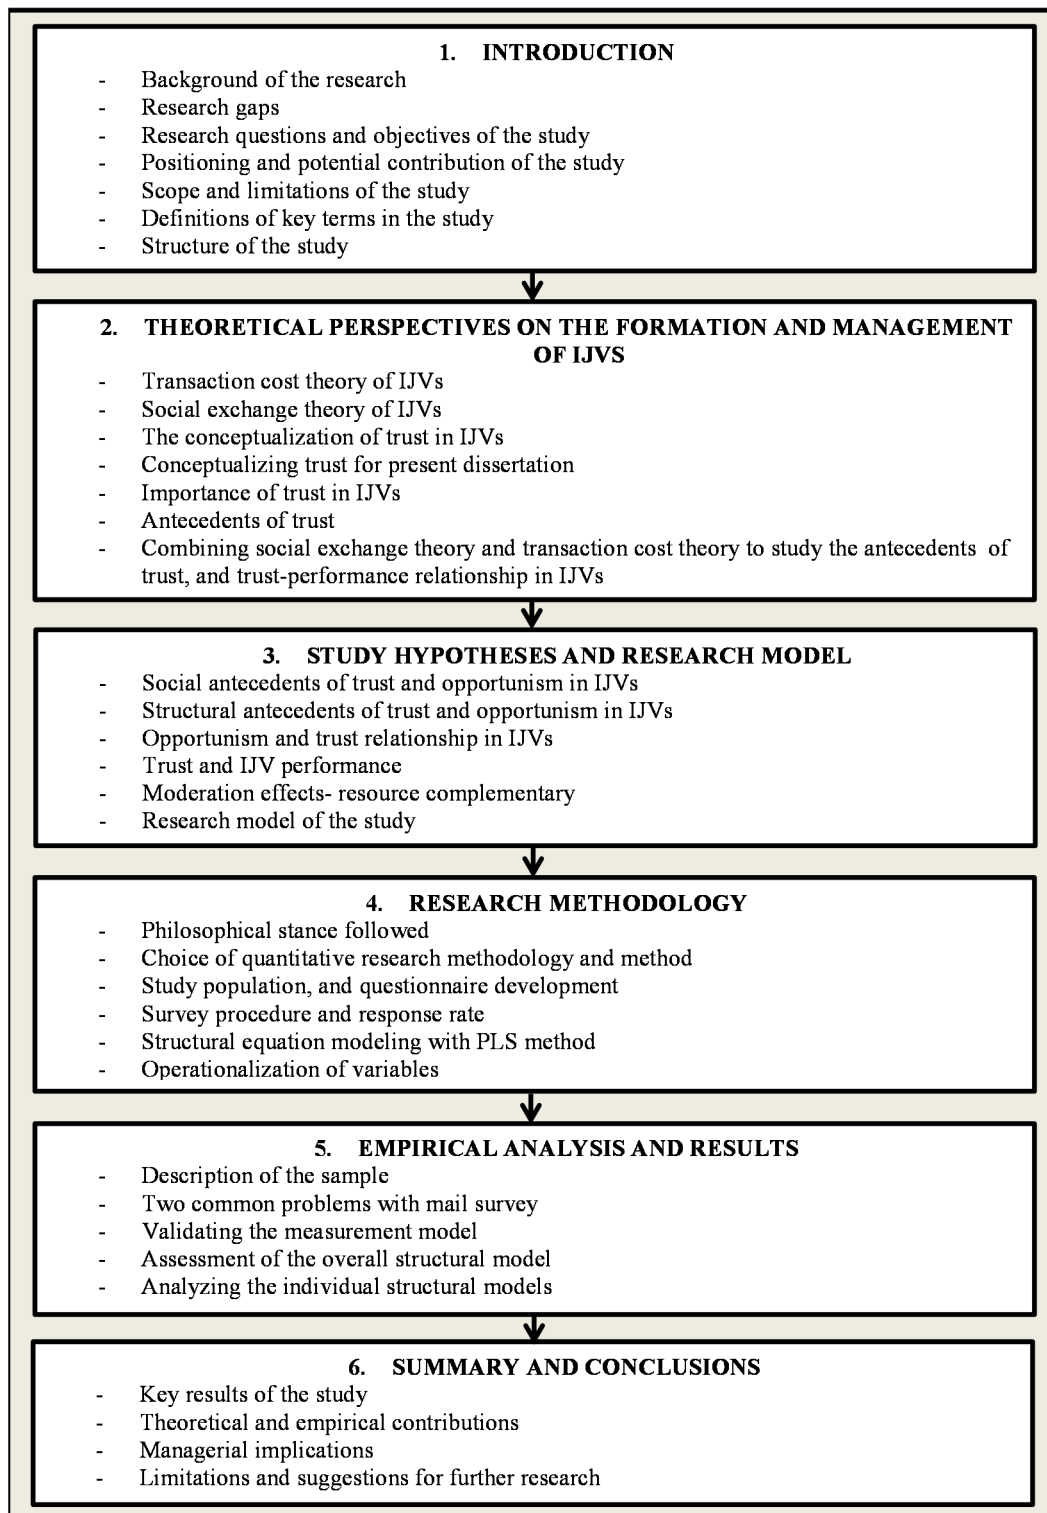 1. INTRODUCTION
- Background of the research
- Research gaps
- Research questions and objectives of the study
- Positioning and potential contribution of the study
- Scope and limitations of the study
- Definitions of key terms in the study
- Structure of the study
2. THEORETICAL PERSPECTIVES ON THE FORMATION AND MANAGEMENT
OF IJVS
- Transaction cost theory of IJVs
- Social exchange theory of IJVs
- The conceptualization of trust in IJVs
- Conceptualizing trust for present dissertation
- Importance of trust in IJVs
- Antecedents of trust
- Combining social exchange theory and transaction cost theory to study the antecedents of
trust, and trust-performance relationship in IJVs
3. STUDY HYPOTHESES AND RESEARCH MODEL
- Social antecedents of trust and opportunism in IJVs
- Structural antecedents of trust and opportunism in IJVs
- Opportunism and trust relationship in IJVs
- Trust and IJV performance
- Moderation effects- resource complementary
- Research model of the study
4. RESEARCH METHODOLOGY
- Philosophical stance followed
- Choice of quantitative research methodology and method
- Study population, and questionnaire development
- Survey procedure and response rate
- Structural equation modeling with PLS method
- Operationalization of variables
5. EMPIRICAL ANALYSIS AND RESULTS
- Description of the sample
- Two common problems with mail survey
- Validating the measurement model
- Assessment of the overall structural model
- Analyzing the individual structural models
6. SUMMARY AND CONCLUSIONS
- Key results of the study
- Theoretical and empirical contributions
- Managerial implications
- Limitations and suggestions for further research